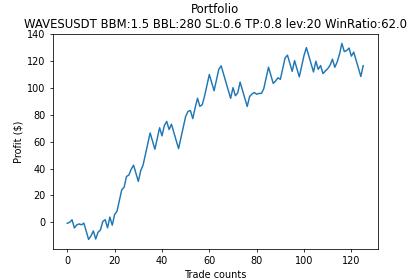 Portfolio
WAVESUSDT BBM:1.5 BBL:280 SL:0.6 TP:0.8 lev:20 WinRatio:62.0
140
120
100
80
60
40
20
0
Profit ($)
0 20 40 60 80 100 120
Trade counts